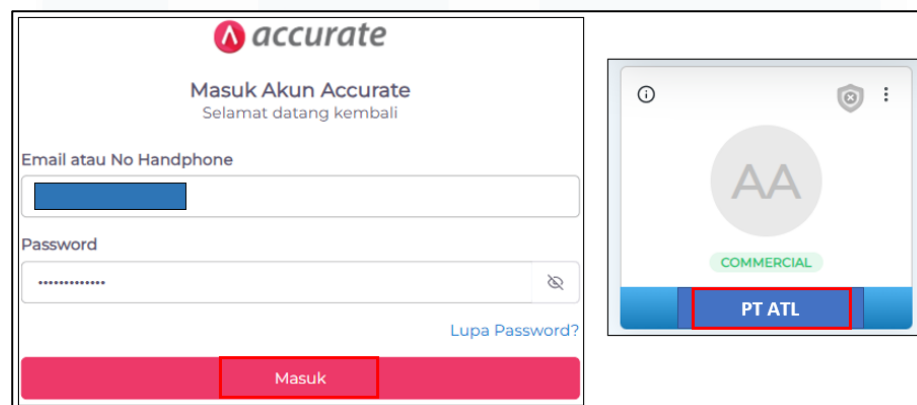 accurate
Masuk Akun Accurate
Selamat datang kembali
Email atau No Handphone
Password
Lupa Password?
Masuk
AA
COMMERCIAL
PT ATL